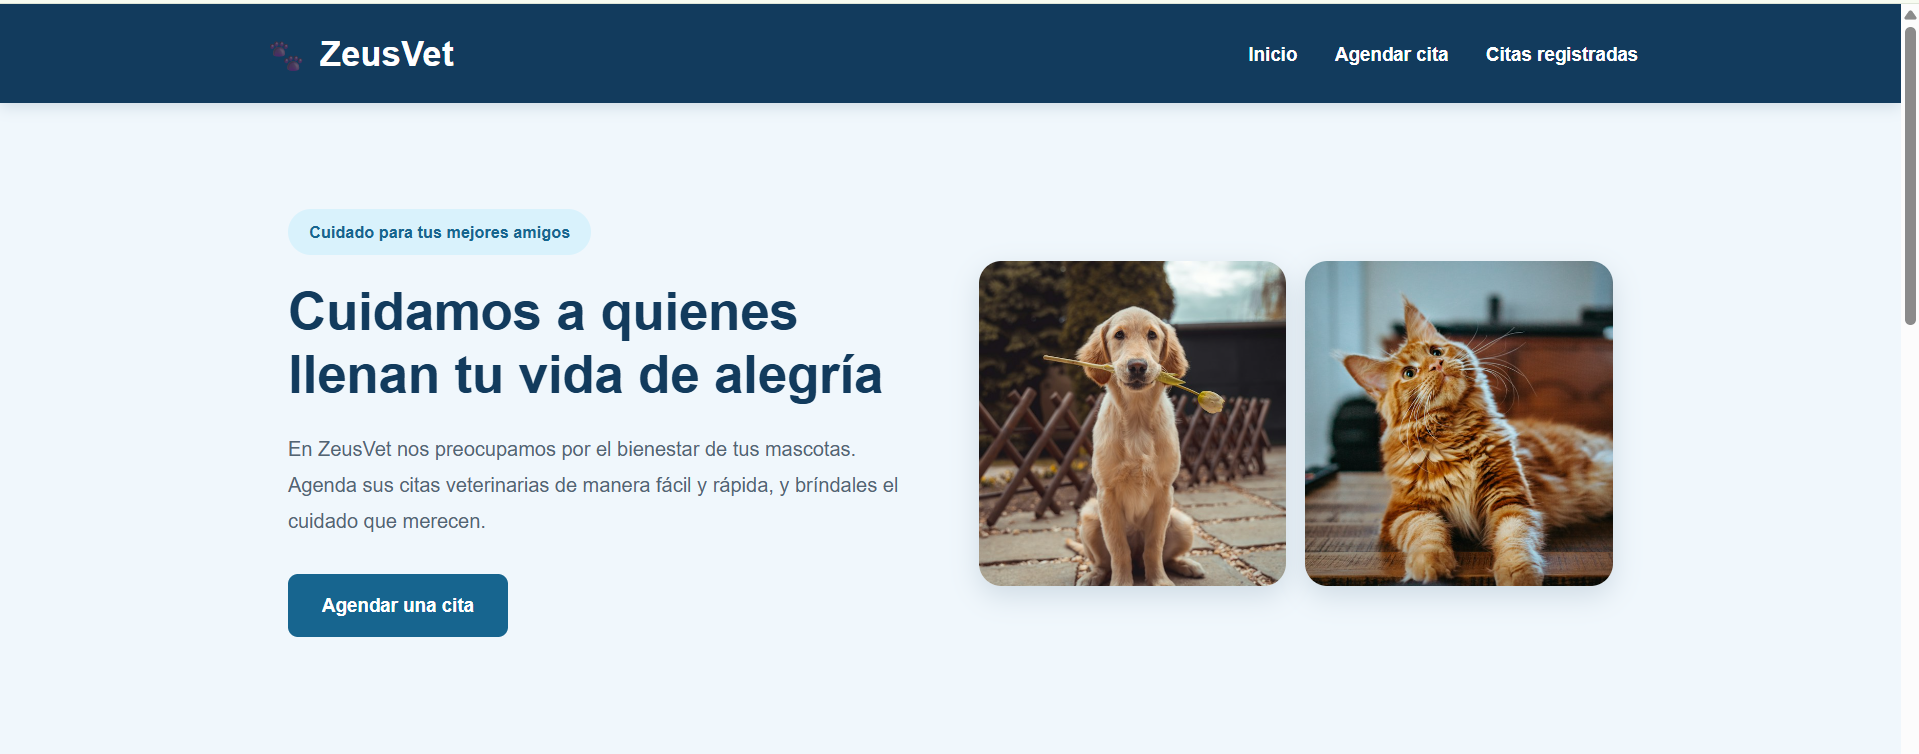 ZeusVet
Inicio
Agendar cita
Citas registradas
Cuidado para tus mejores amigos
Cuidamos a quienes
llenan tu vida de alegría
En ZeusVet nos preocupamos por el bienestar de tus mascotas.
Agenda sus citas veterinarias de manera fácil y rápida, y bríndales el
cuidado que merecen.
Agendar una cita